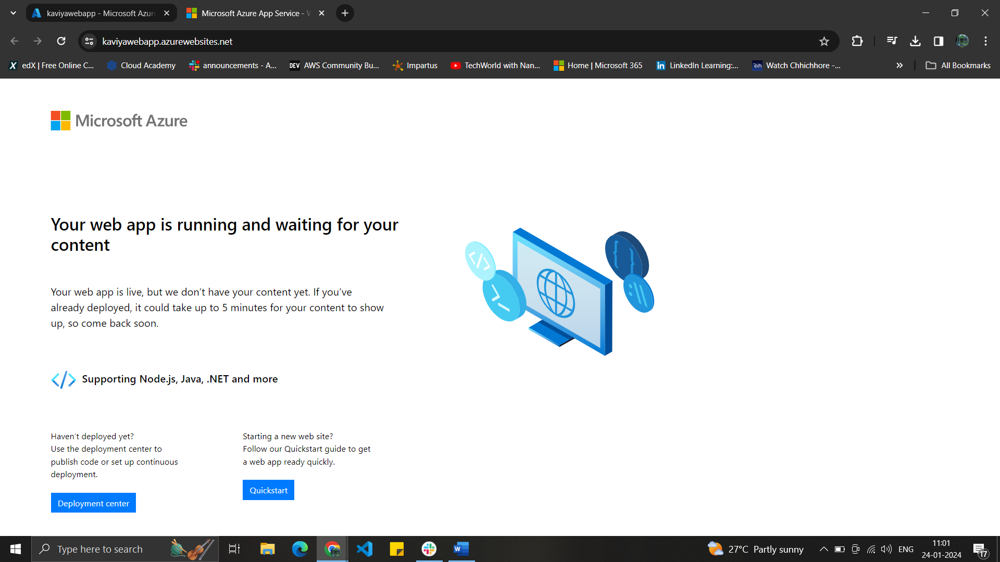 kaviyawebapp - Microsoft Azure
Microsoft Azure App Service - W
kaviyawebapp.azurewebsites.net
edX | Free Online C...
Cloud Academy
announcements - A...
DEV
AWS Community Bu...
Impartus
TechWorld with Nan...
Home | Microsoft 365
in
LinkedIn Learning:...
Dh
Watch Chhichhore -...
All Bookmarks
Microsoft Azure
Your web app is running and waiting for your
content
Your web app is live, but we don’t have your content yet. If you’ve
already deployed, it could take up to 5 minutes for your content to show
up, so come back soon.
</> Supporting Node.js, Java, .NET and more
Haven’t deployed yet?
Use the deployment center to
publish code or set up continuous
deployment.
Deployment center
Starting a new web site?
Follow our Quickstart guide to get
a web app ready quickly.
Quickstart
Type here to search
27°C Partly sunny
ENG
11:01
24-01-2024
17